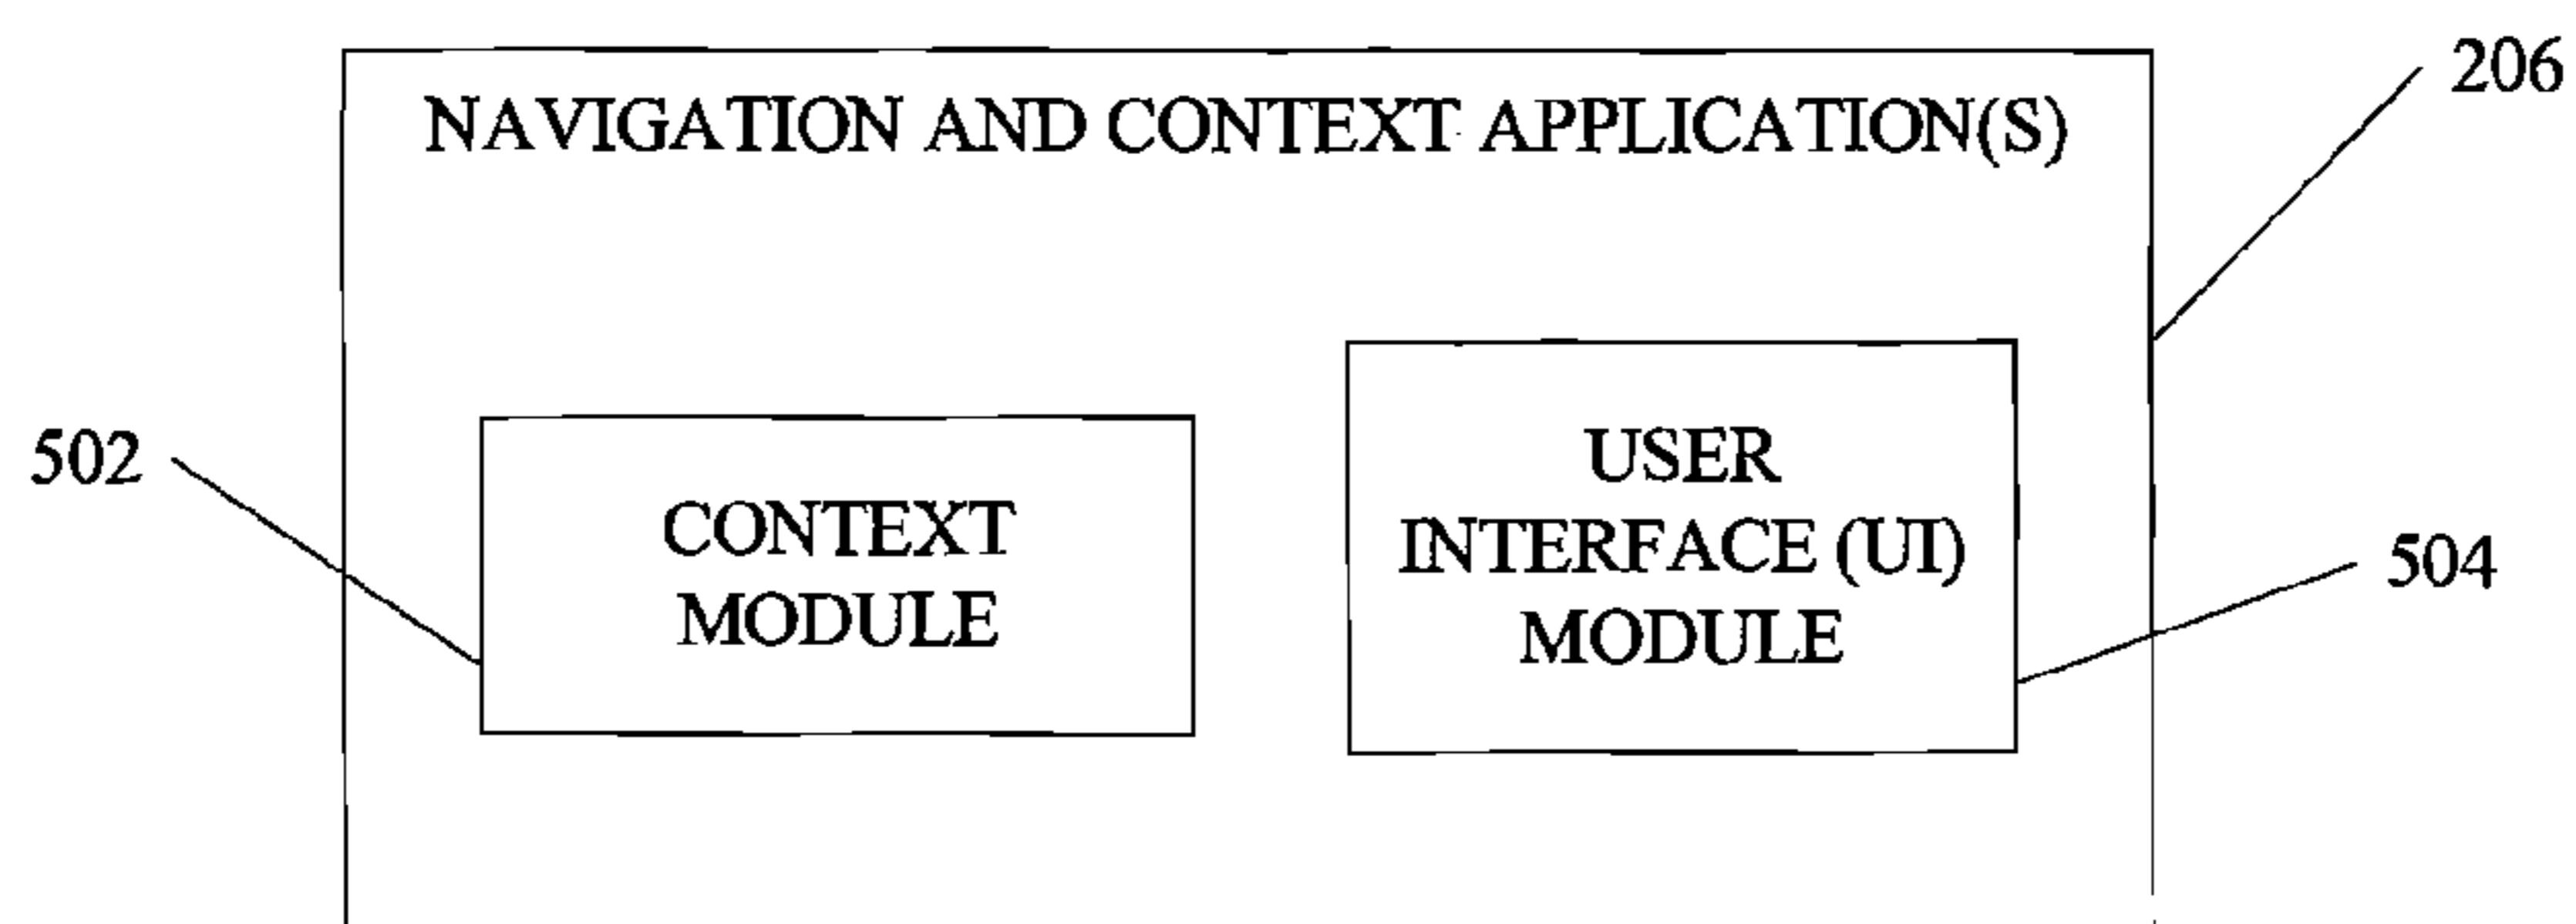 206
NAVIGATION AND CONTEXT APPLICATION(S)
502
CONTEXT
MODULE
USER
INTERFACE (UI)
MODULE
504